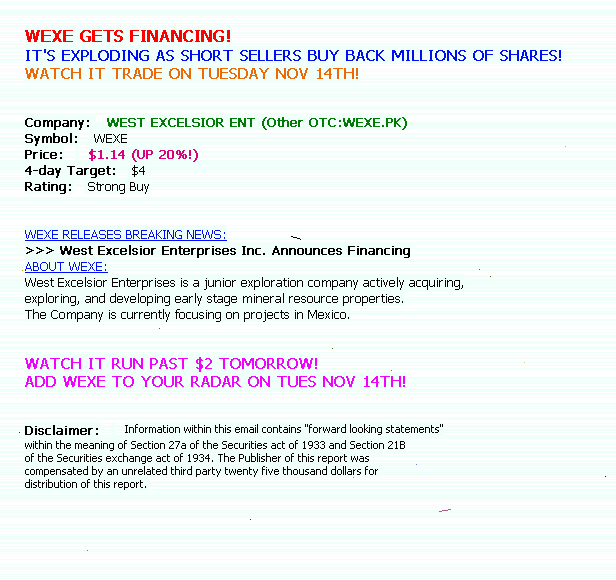 WEXE GETS FINANCING!
IT'S EXPLODING AS SHORT SELLERS BUY BACK MILLIONS OF SHARES!
WATCH IT TRADE ON TUESDAY NOV 14TH!
Company: WEST EXCELSIOR ENT (Other OTC:WEXE.PK)
Symbol: WEXE
Price: $1.14 (UP 20%!)
4-day Target: $4
Rating: Strong Buy
WEXE RELEASES BREAKING NEWS:
>>> West Excelsior Enterprises Inc. Announces Financing
ABOUT WEXE:
West Excelsior Enterprises is a junior exploration company actively acquiring,
exploring, and developing early stage mineral resource properties.
The Company is currently focusing on projects in Mexico.
WATCH IT RUN PAST $2 TOMORROW!
ADD WEXE TO YOUR RADAR ON TUES NOV 14TH!
Disclaimer: Information within this email contains "forward looking statements"
within the meaning of Section 27a of the Securities act of 1933 and Section 21B
of the Securities exchange act of 1934. The Publisher of this report was
compensated by an unrelated third party twenty five thousand dollars for
distribution of this report.